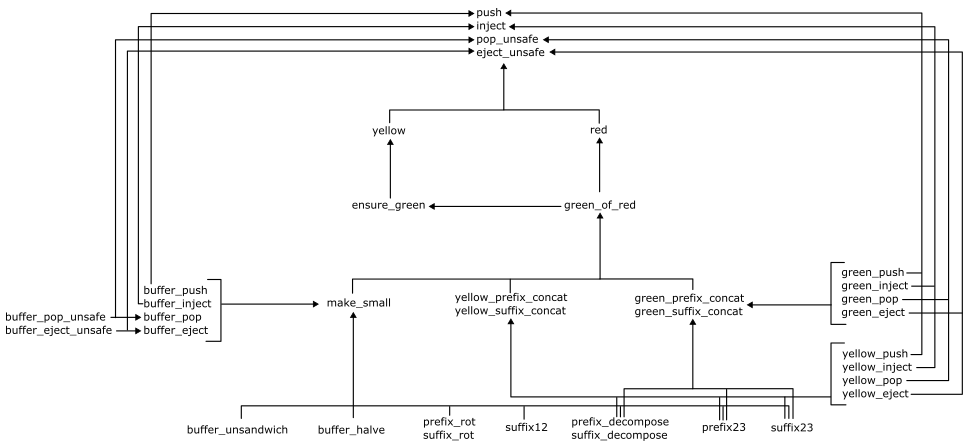 push
inject
pop_unsafe
eject_unsafe
yellow
red
ensure_green
green_of_red
buffer_push
buffer_inject
buffer_pop_unsafe
buffer_pop
buffer_eject_unsafe
buffer_eject
make_small
yellow_prefix_concat
yellow_suffix_concat
green_prefix_concat
green_suffix_concat
green_push
green_inject
green_pop
green_eject
yellow_push
yellow_inject
yellow_pop
yellow_eject
buffer_unsandwich
buffer_halve
prefix_rot
suffix_rot
suffix12
prefix_decompose
suffix_decompose
prefix23
suffix23